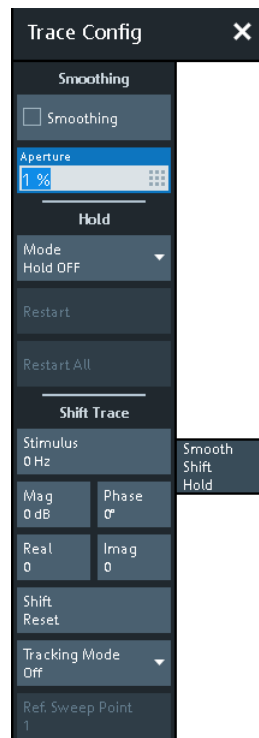 Trace Config
Smoothing
Smoothing
Aperture
1 %
Hold
Mode
Hold OFF
Restart
Restart All
Shift Trace
Stimulus
0 Hz
Mag
0 dB
Phase
0°
Real
0
Imag
0
Shift
Reset
Tracking Mode
Off
Ref. Sweep Point
1
Smooth
Shift
Hold